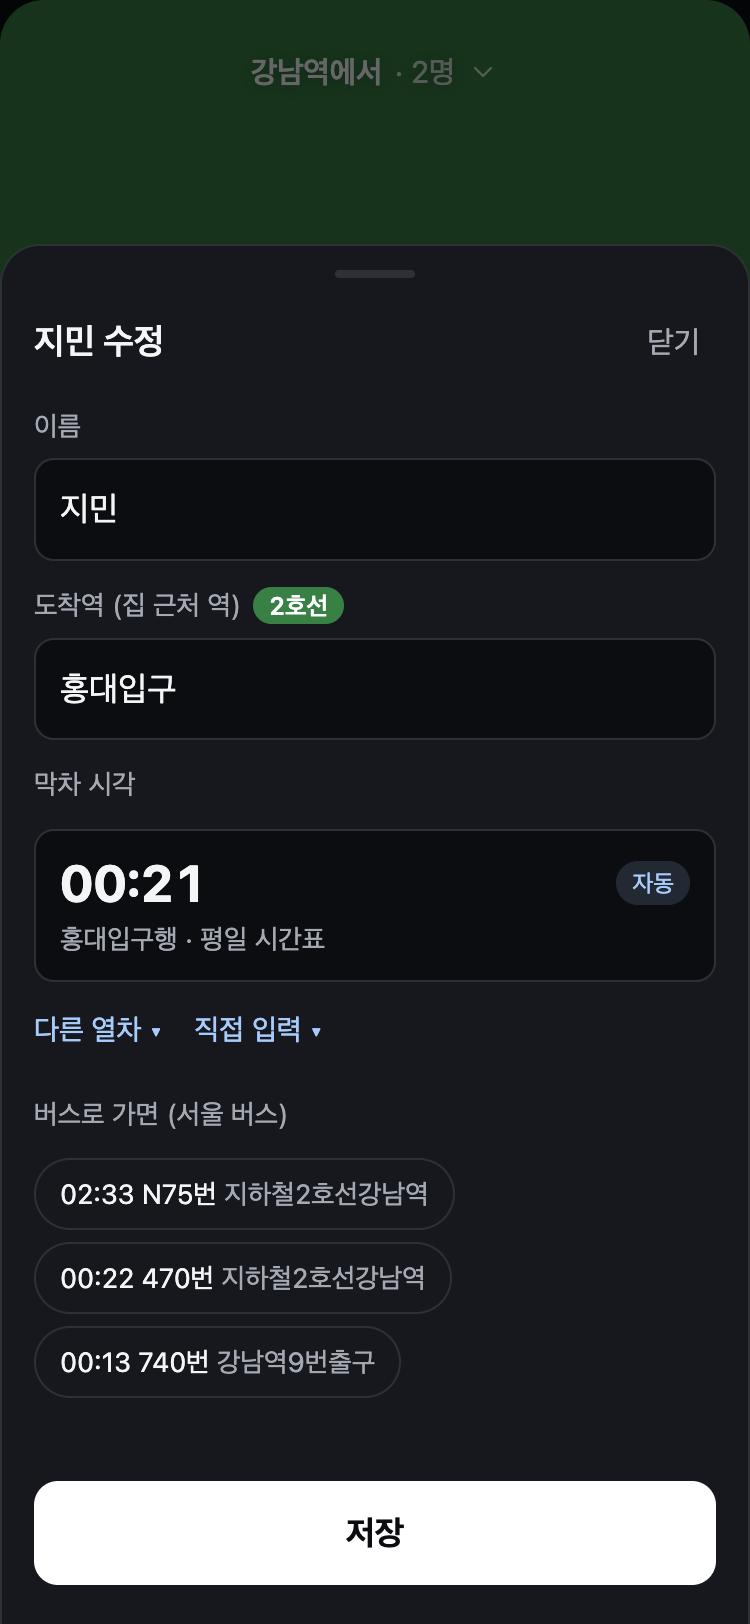 강남역에서 · 2명
지민 수정 닫기
이름
지민
도착역 (집 근처 역) 2호선
홍대입구
막차 시각
00:21 자동
홍대입구행 · 평일 시간표
다른 열차 ▾ 직접 입력 ▾
버스로 가면 (서울 버스)
02:33 N75번 지하철2호선강남역
00:22 470번 지하철2호선강남역
00:13 740번 강남역9번출구
저장